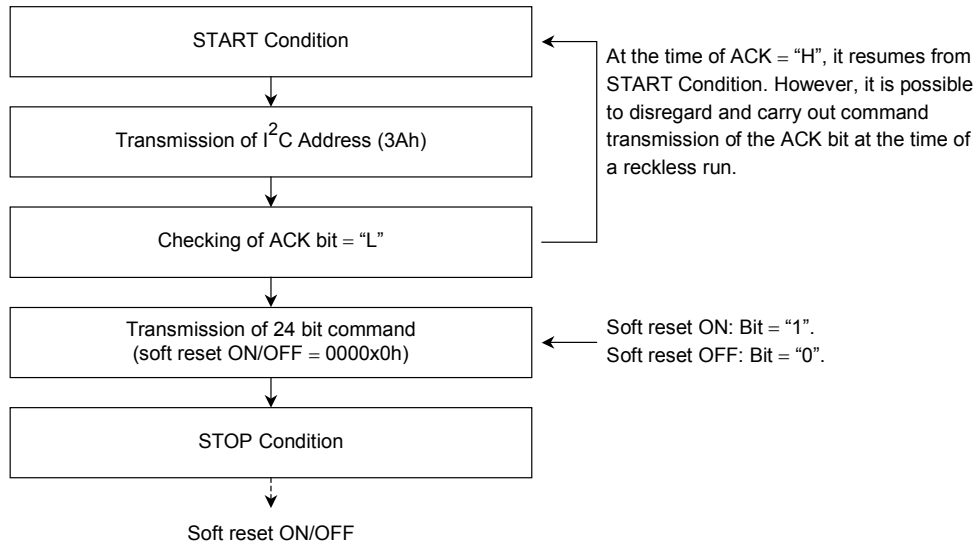 START Condition
At the time of ACK = “H”, it resumes from
START Condition. However, it is possible
to disregard and carry out command
transmission of the ACK bit at the time of
a reckless run.
Transmission of I²C Address (3Ah)
Checking of ACK bit = “L”
Transmission of 24 bit command
(soft reset ON/OFF = 0000x0h)
Soft reset ON: Bit = “1”.
Soft reset OFF: Bit = “0”.
STOP Condition
Soft reset ON/OFF